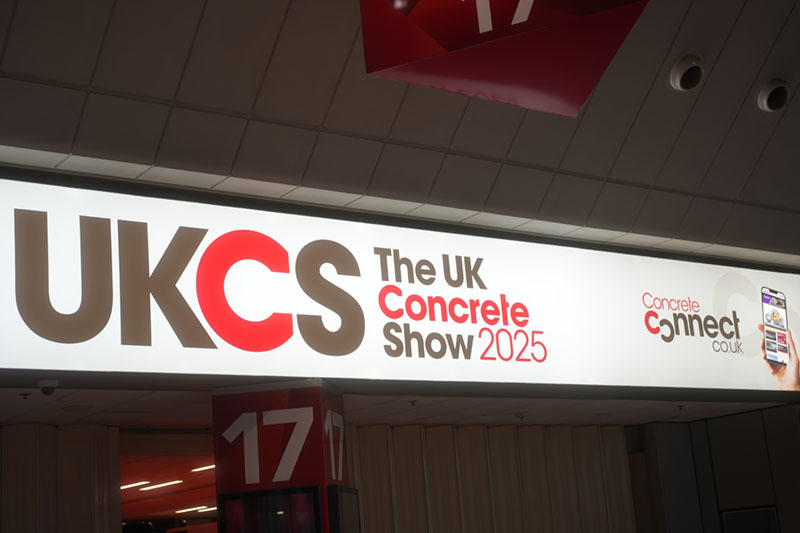 17
UKCS
The UK
Concrete
Show 2025
Concrete
Connect
co.uk
17
17